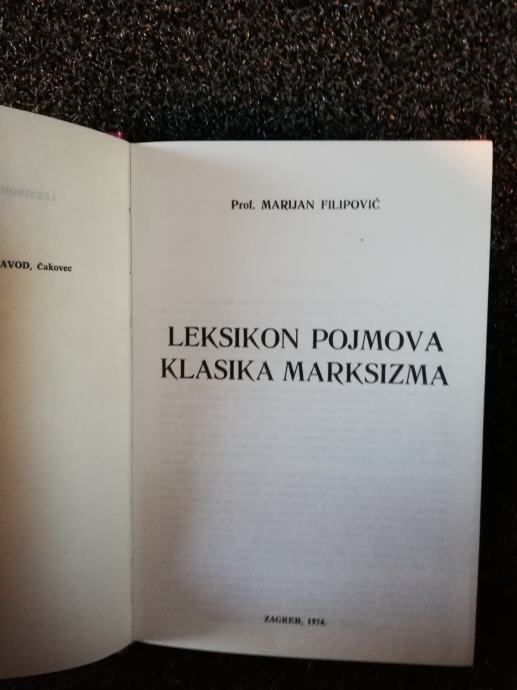 AVOD, Čakovec
Prof. MARIJAN FILIPOVIĆ
LEKSIKON POJMOVA
KLASIKA MARKSIZMA
ZAGREB, 1974.